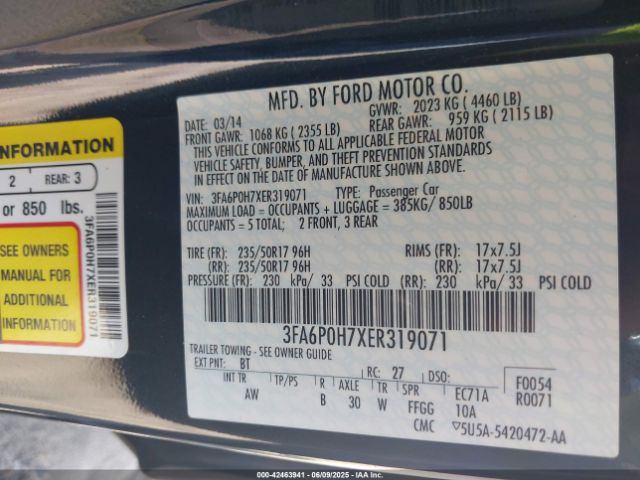 MFD. BY FORD MOTOR CO.
DATE: 03/14 GVWR: 2023 KG ( 4460 LB)
FRONT GAWR: 1068 KG ( 2355 LB) REAR GAWR: 959 KG ( 2115 LB)
THIS VEHICLE CONFORMS TO ALL APPLICABLE FEDERAL MOTOR
VEHICLE SAFETY, BUMPER, AND THEFT PREVENTION STANDARDS
IN EFFECT ON THE DATE OF MANUFACTURE SHOWN ABOVE.
VIN: 3FA6P0H7XER319071 TYPE: Passenger Car
MAXIMUM LOAD = OCCUPANTS + LUGGAGE = 385KG/ 850LB
OCCUPANTS = 5 TOTAL; 2 FRONT, 3 REAR
TIRE (FR): 235/50R17 96H RIMS (FR): 17x7.5J
(RR): 235/50R17 96H (RR): 17x7.5J
PRESSURE (FR): 230 kPa/ 33 PSI COLD (RR): 230 kPa/ 33 PSI COLD
3FA6P0H7XER319071
TRAILER TOWING - SEE OWNER GUIDE
EXT PNT: BT RC: 27 DSO:
INT TR TP/PS R AXLE TR SPR EC71A F0054
AW B 30 W FFGG 10A R0071
CMC 5U5A-5420472-AA
INFORMATION
2 REAR: 3
or 850 lbs.
SEE OWNERS
MANUAL FOR
ADDITIONAL
INFORMATION
3FA6P0H7XER319071
IAA 000-42463941 06/09/2025 IAAI.COM